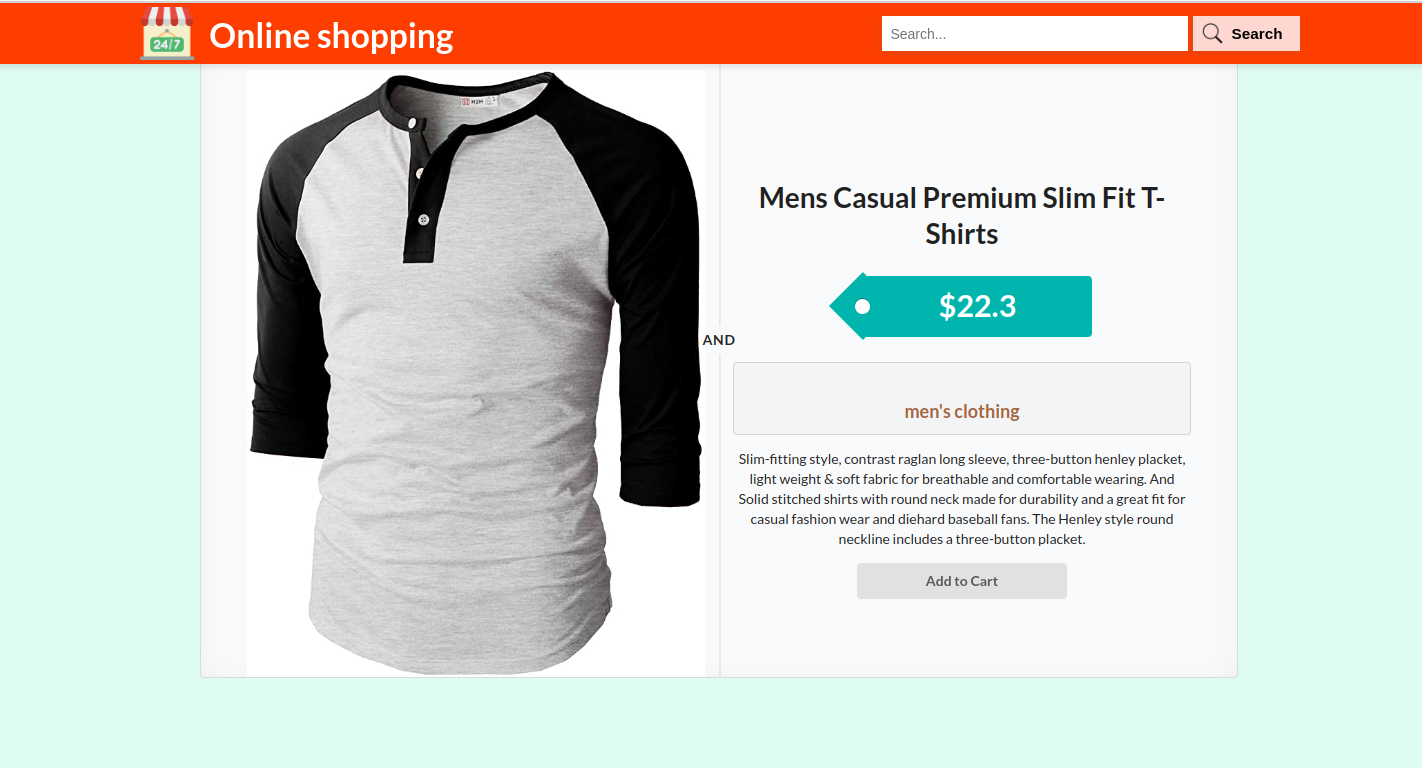 24/7
Online shopping
Search...
Search
H2H
Mens Casual Premium Slim Fit T-
Shirts
$22.3
AND
men's clothing
Slim-fitting style, contrast raglan long sleeve, three-button henley placket,
light weight & soft fabric for breathable and comfortable wearing. And
Solid stitched shirts with round neck made for durability and a great fit for
casual fashion wear and diehard baseball fans. The Henley style round
neckline includes a three-button placket.
Add to Cart